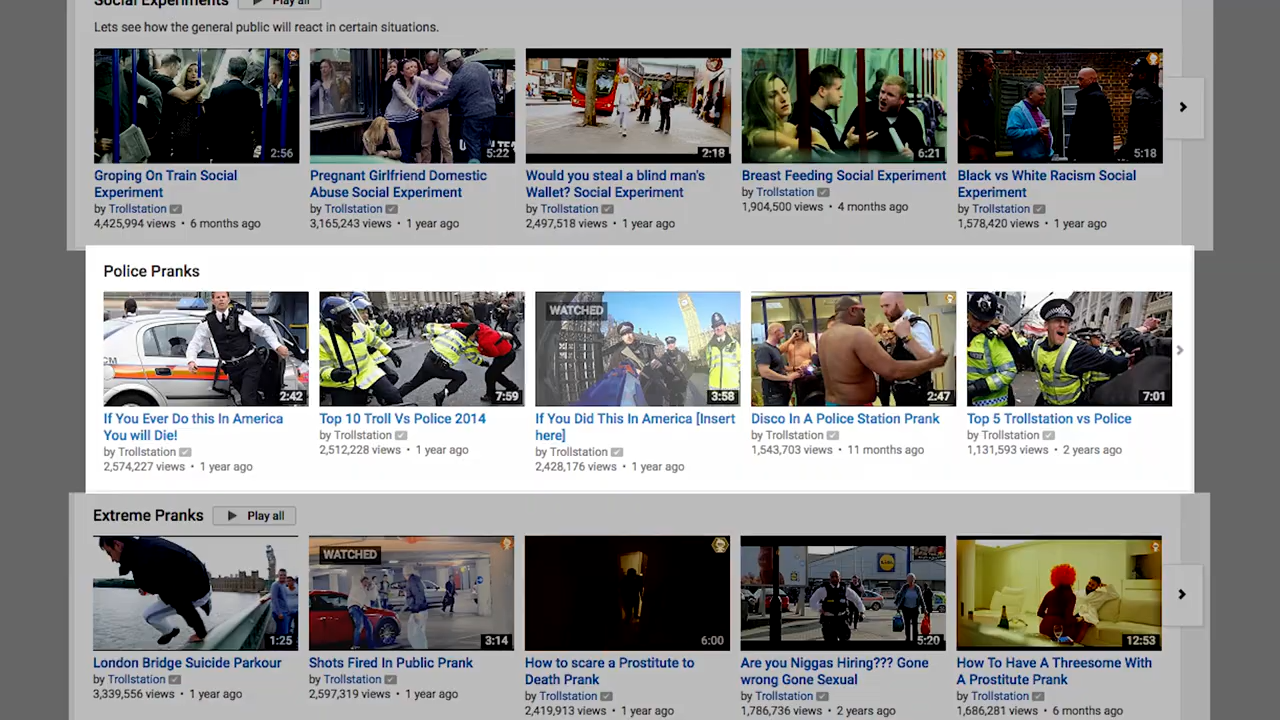 Social Experiments
Play all
Lets see how the general public will react in certain situations.
2:56
5:22
2:18
6:21
5:18
Groping On Train Social
Experiment
by Trollstation
4,425,994 views • 6 months ago
Pregnant Girlfriend Domestic
Abuse Social Experiment
by Trollstation
3,165,243 views • 1 year ago
Would you steal a blind man's
Wallet? Social Experiment
by Trollstation
2,497,518 views • 1 year ago
Breast Feeding Social Experiment
by Trollstation
1,904,500 views • 4 months ago
Black vs White Racism Social
Experiment
by Trollstation
1,578,420 views • 1 year ago
Police Pranks
2:42
7:59
WATCHED
3:58
2:47
7:01
If You Ever Do this In America
You will Die!
by Trollstation
2,574,227 views • 1 year ago
Top 10 Troll Vs Police 2014
by Trollstation
2,512,228 views • 1 year ago
If You Did This In America [Insert
here]
by Trollstation
2,428,176 views • 1 year ago
Disco In A Police Station Prank
by Trollstation
1,543,703 views • 11 months ago
Top 5 Trollstation vs Police
by Trollstation
1,131,593 views • 2 years ago
Extreme Pranks
Play all
1:25
WATCHED
3:14
6:00
5:20
12:53
London Bridge Suicide Parkour
by Trollstation
3,339,556 views • 1 year ago
Shots Fired In Public Prank
by Trollstation
2,597,319 views • 1 year ago
How to scare a Prostitute to
Death Prank
by Trollstation
2,419,913 views • 1 year ago
Are you Niggas Hiring??? Gone
wrong Gone Sexual
by Trollstation
1,786,736 views • 2 years ago
How To Have A Threesome With
A Prostitute Prank
by Trollstation
1,686,281 views • 6 months ago